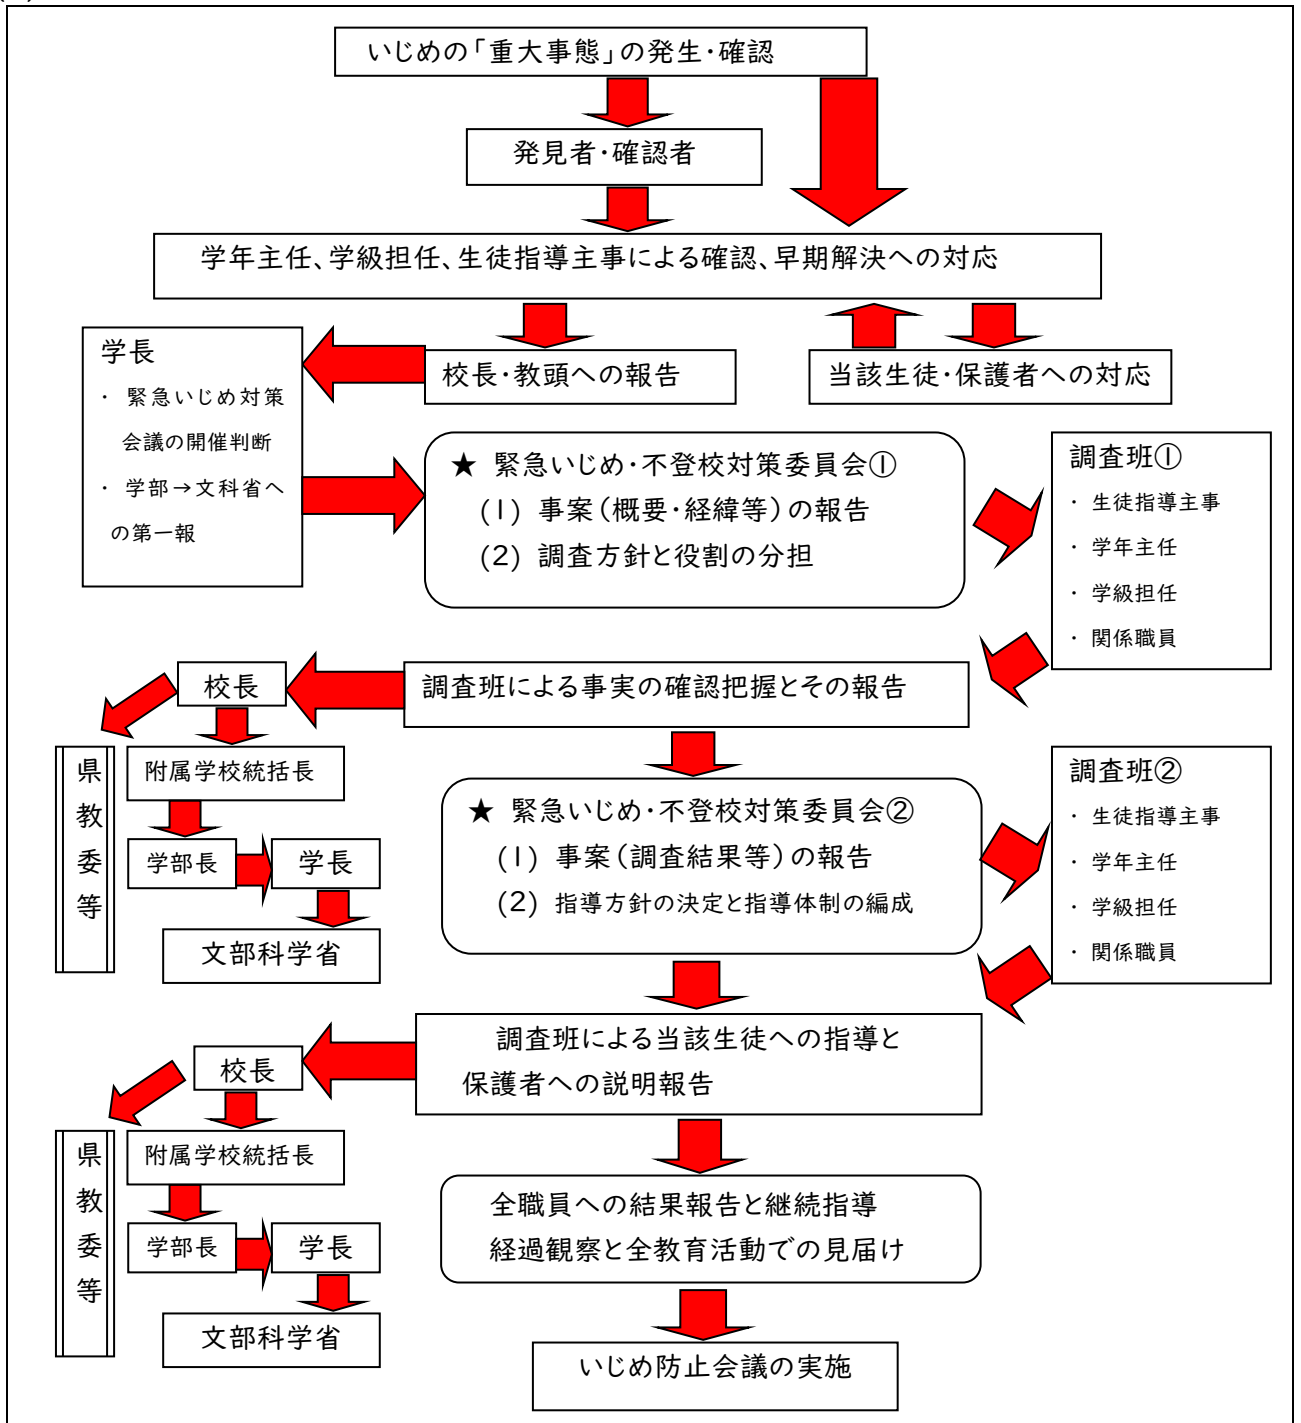 いじめの「重大事態」の発生・確認
発見者・確認者
学年主任、学級担任、生徒指導主事による確認、早期解決への対応
校長・教頭への報告
当該生徒・保護者への対応
学長
・ 緊急いじめ対策
会議の開催判断
・ 学部→文科省へ
の第一報
★ 緊急いじめ・不登校対策委員会①
(1) 事案(概要・経緯等)の報告
(2) 調査方針と役割の分担
調査班①
・ 生徒指導主事
・ 学年主任
・ 学級担任
・ 関係職員
調査班による事実の確認把握とその報告
校長
県教委等
附属学校統括長
学部長
学長
文部科学省
★ 緊急いじめ・不登校対策委員会②
(1) 事案(調査結果等)の報告
(2) 指導方針の決定と指導体制の編成
調査班②
・ 生徒指導主事
・ 学年主任
・ 学級担任
・ 関係職員
調査班による当該生徒への指導と
保護者への説明報告
校長
県教委等
附属学校統括長
学部長
学長
文部科学省
全職員への結果報告と継続指導
経過観察と全教育活動での見届け
いじめ防止会議の実施